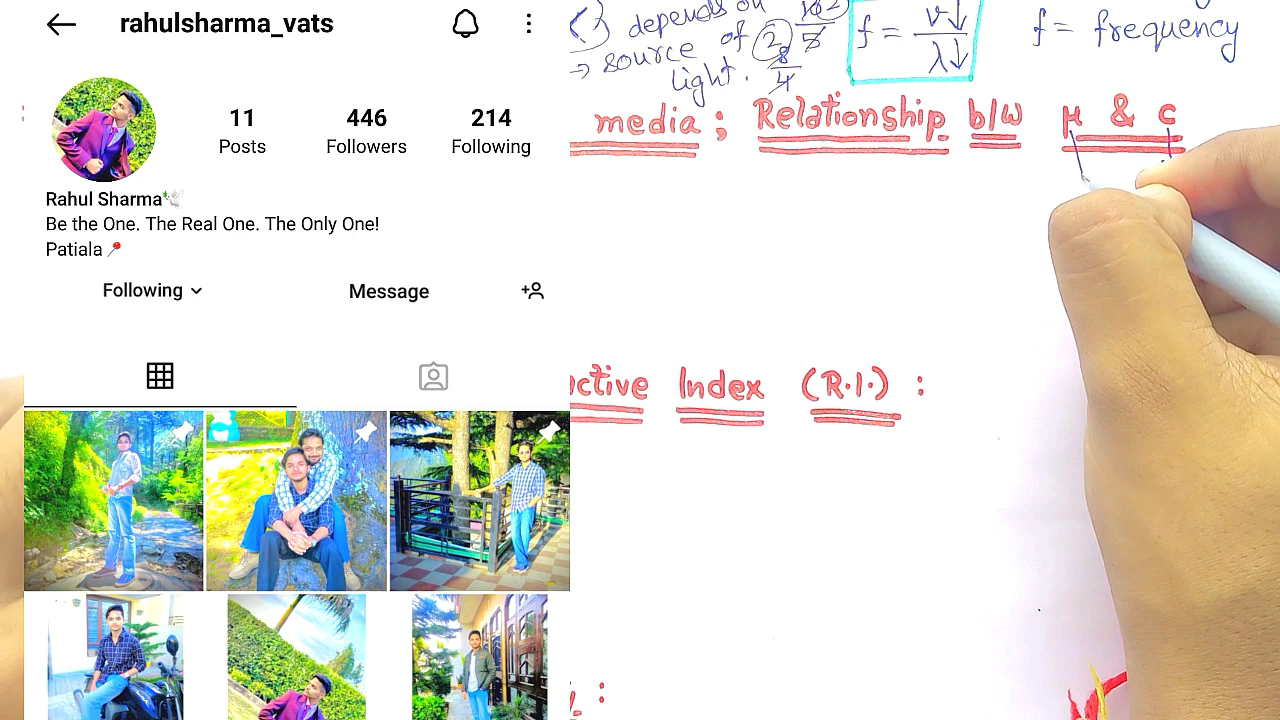 rahulsharma_vats
11 446 214
Posts Followers Following
Rahul Sharma🕊️
Be the One. The Real One. The Only One!
Patiala📍
Following Message
depends on
→ source of
light.
f = v↓/λ↓ f = frequency
media ; Relationship b/w μ & c
ctive Index (R.I.) :